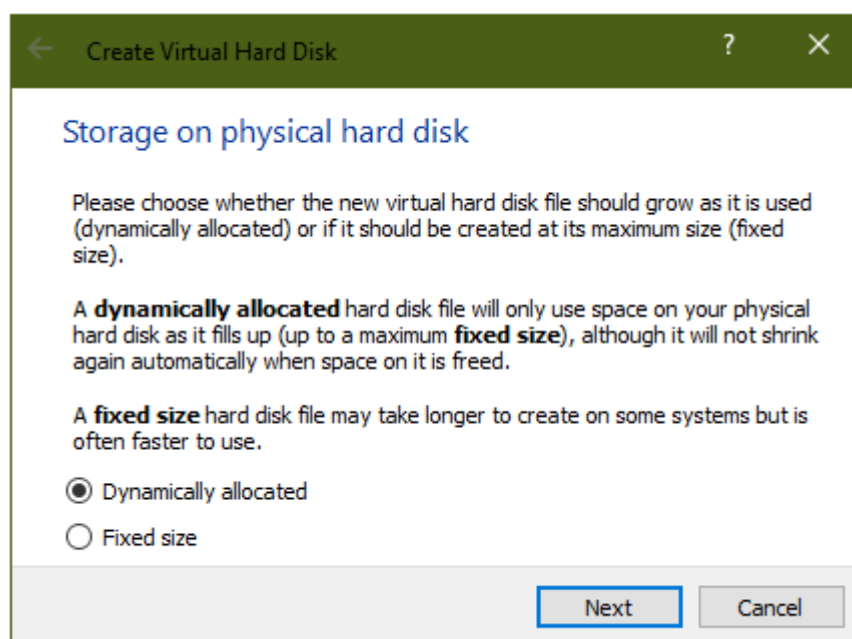 Create Virtual Hard Disk
?
Storage on physical hard disk
Please choose whether the new virtual hard disk file should grow as it is used
(dynamically allocated) or if it should be created at its maximum size (fixed
size).
A dynamically allocated hard disk file will only use space on your physical
hard disk as it fills up (up to a maximum fixed size), although it will not shrink
again automatically when space on it is freed.
A fixed size hard disk file may take longer to create on some systems but is
often faster to use.
Dynamically allocated
Fixed size
Next Cancel